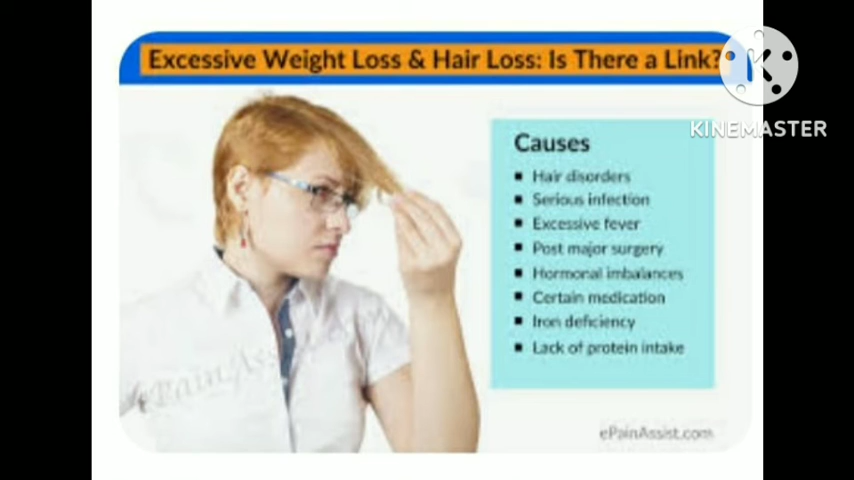 Excessive Weight Loss & Hair Loss: Is There a Link?
KINEMASTER
Causes
Hair disorders
Serious infection
Excessive fever
Post major surgery
Hormonal imbalances
Certain medication
Iron deficiency
Lack of protein intake
ePainAssist
ePainAssist.com